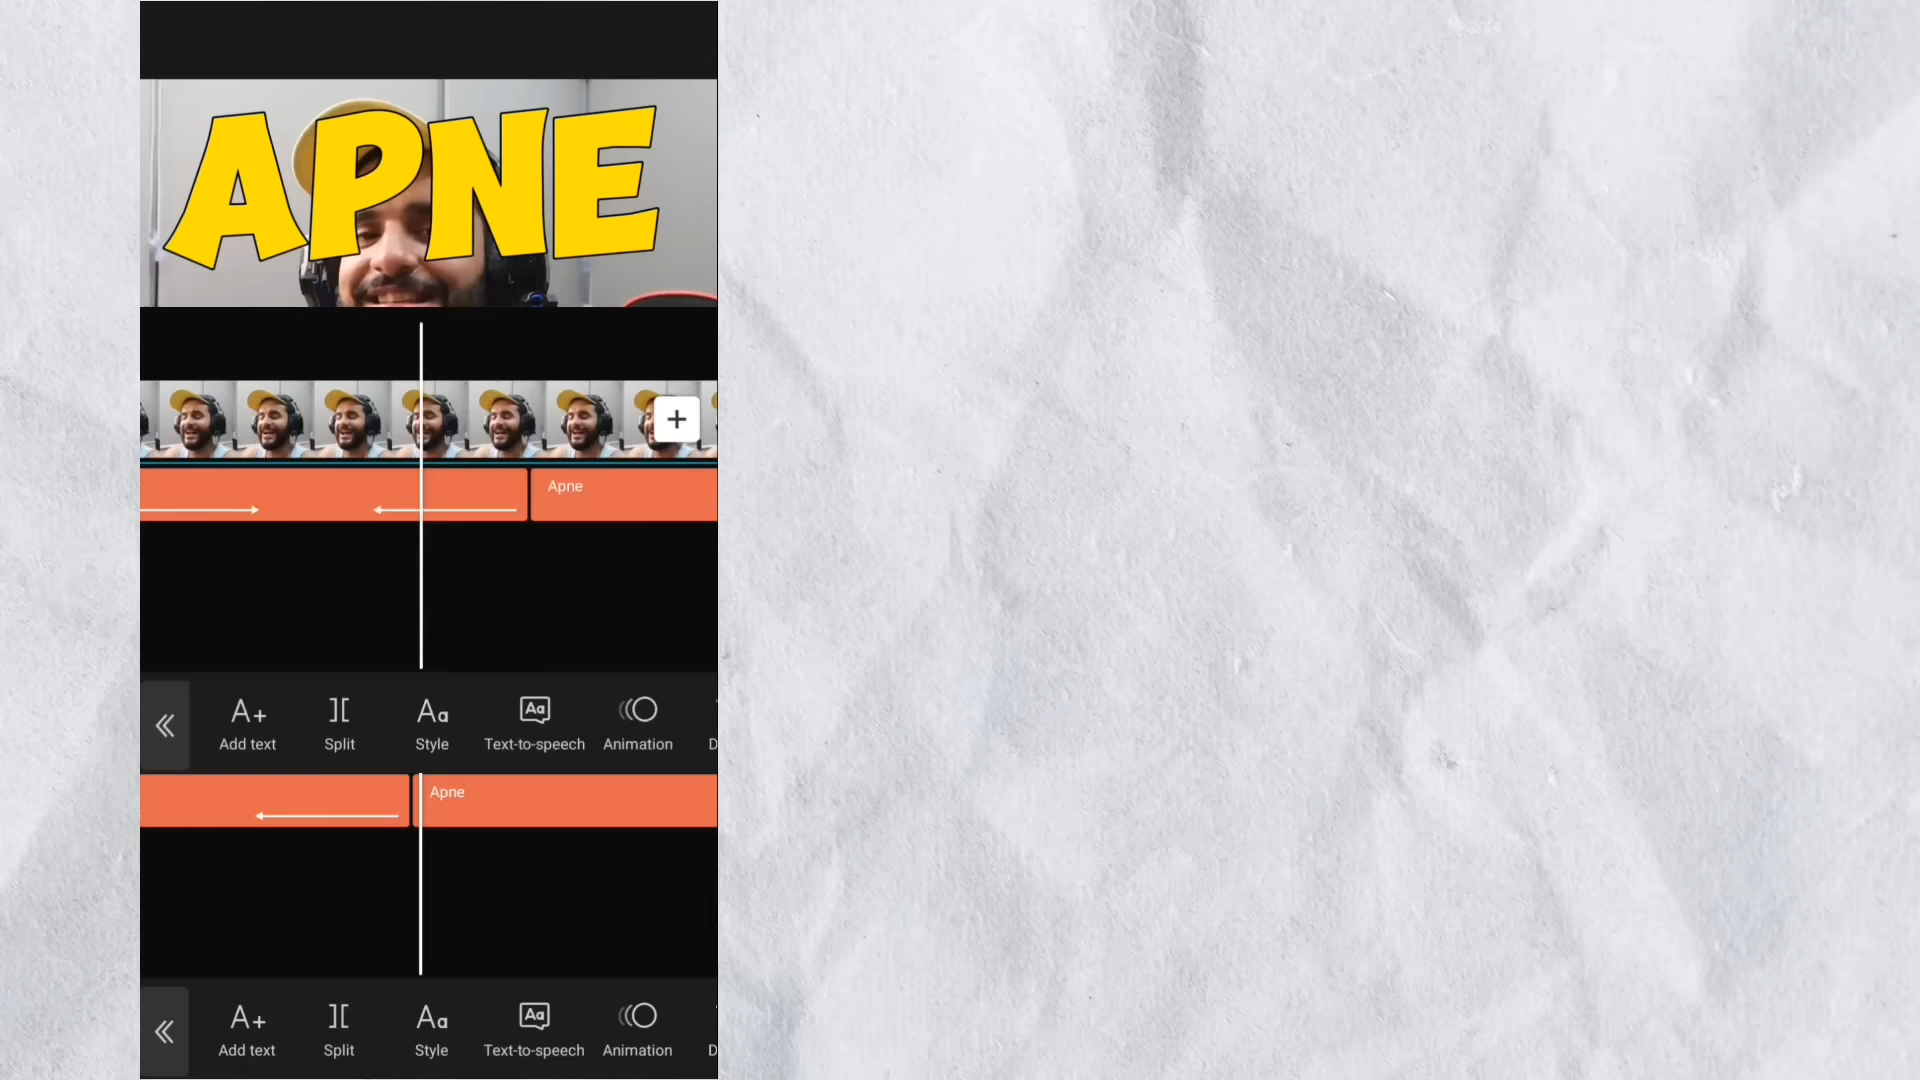 APNE
+
Apne
Add text Split Style Text-to-speech Animation D
Apne
Add text Split Style Text-to-speech Animation D